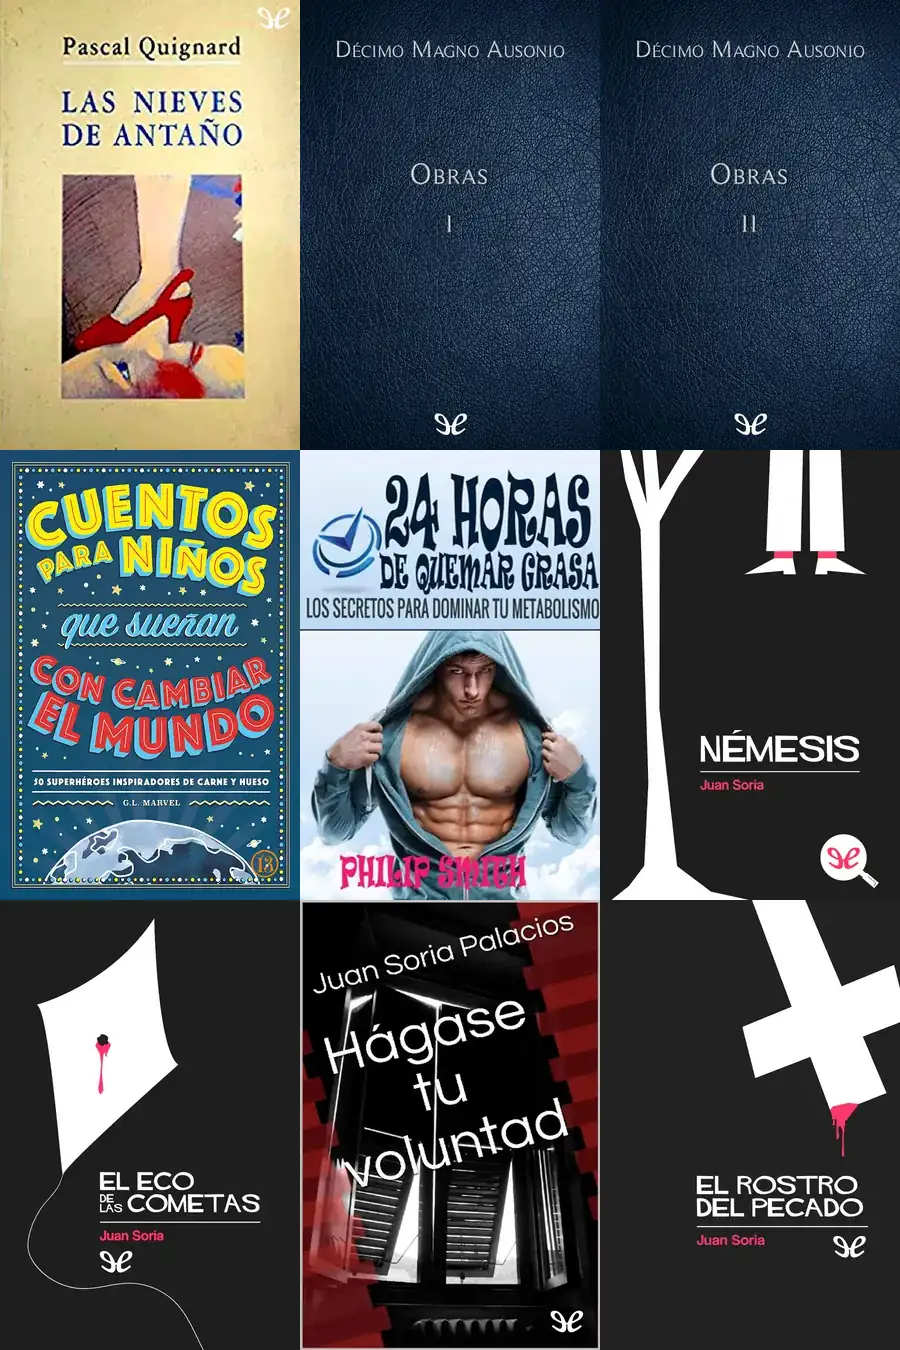 Pascal Quignard
LAS NIEVES
DE ANTAÑO
DÉCIMO MAGNO AUSONIO
OBRAS
I
DÉCIMO MAGNO AUSONIO
OBRAS
II
CUENTOS
PARA NIÑOS
que sueñan
CON CAMBIAR
EL MUNDO
50 SUPERHÉROES INSPIRADORES DE CARNE Y HUESO
G.L. MARVEL
13
24 HORAS
DE QUEMAR GRASA
LOS SECRETOS PARA DOMINAR TU METABOLISMO
PHILIP SMITH
NÉMESIS
Juan Soria
EL ECO
DE LAS COMETAS
Juan Soria
Juan Soria Palacios
Hágase
tu
voluntad
EL ROSTRO
DEL PECADO
Juan Soria